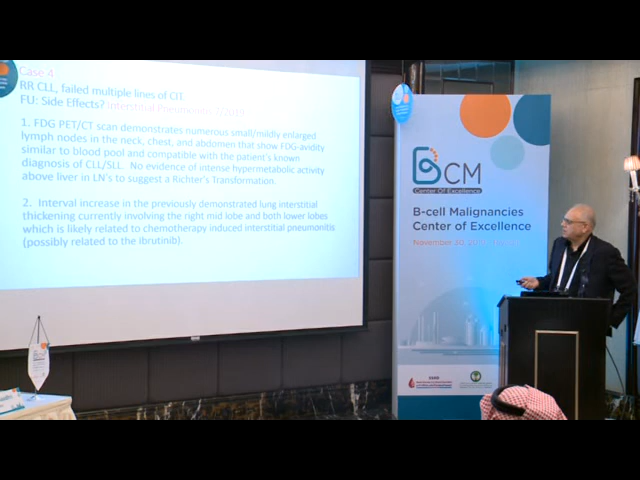 Case 4
RR CLL, failed multiple lines of CIT.
FU: Side Effects? Interstitial Pneumonitis
1. FDG PET/CT scan demonstrates numerous small/mildly enlarged
lymph nodes in the neck, chest, and abdomen that show FDG-avidity
similar to blood pool and compatible with the patient's known
diagnosis of CLL/SLL. No evidence of intense hypermetabolic activity
above liver in LN's to suggest a Richter's Transformation.
2. Interval increase in the previously demonstrated lung interstitial
thickening currently involving the right mid lobe and both lower lobes
which is likely related to chemotherapy induced interstitial pneumonitis
(possibly related to the Ibrutinib).
BCM
Center Of Excellence
B-cell Malignancies
Center of Excellence
November 30,